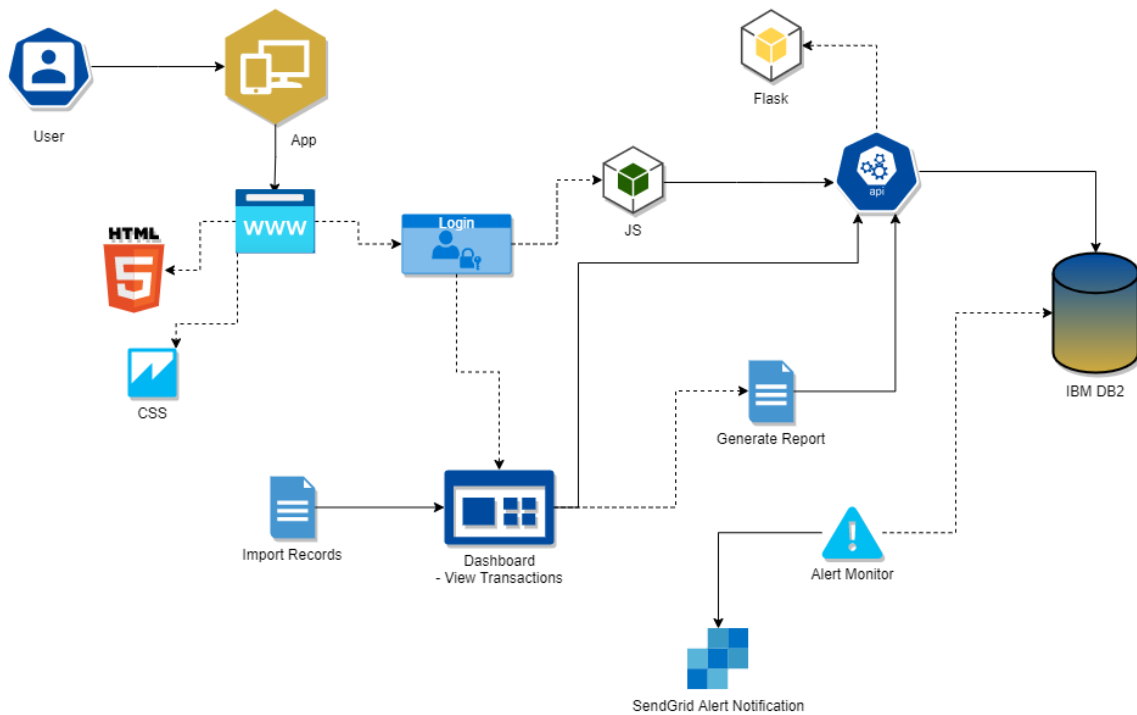 User
App
Flask
api
www
Login
JS
HTML
5
CSS
IBM DB2
Generate Report
Import Records
Dashboard
- View Transactions
Alert Monitor
SendGrid Alert Notification